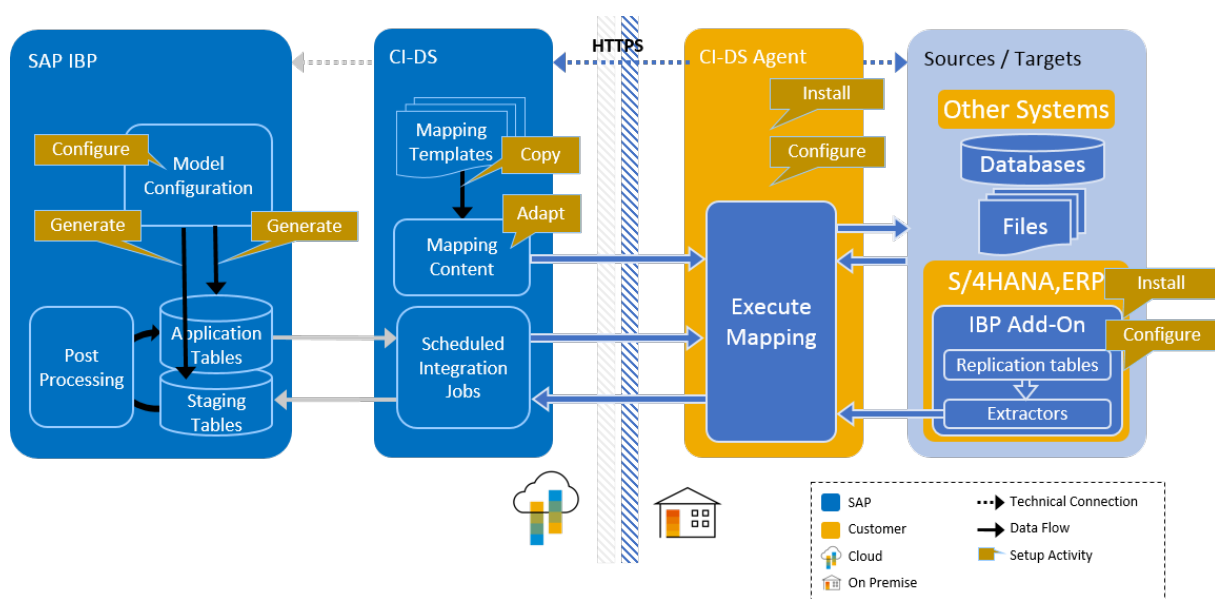 SAP IBP
Configure
Model
Configuration
Generate
Generate
Post
Processing
Application
Tables
Staging
Tables
CI-DS
Mapping
Templates
Copy
Adapt
Mapping
Content
Scheduled
Integration
Jobs
HTTPS
CI-DS Agent
Install
Configure
Execute
Mapping
Sources / Targets
Other Systems
Databases
Files
S/4HANA,ERP
Install
IBP Add-On
Configure
Replication tables
Extractors
SAP
Customer
Cloud
On Premise
Technical Connection
Data Flow
Setup Activity